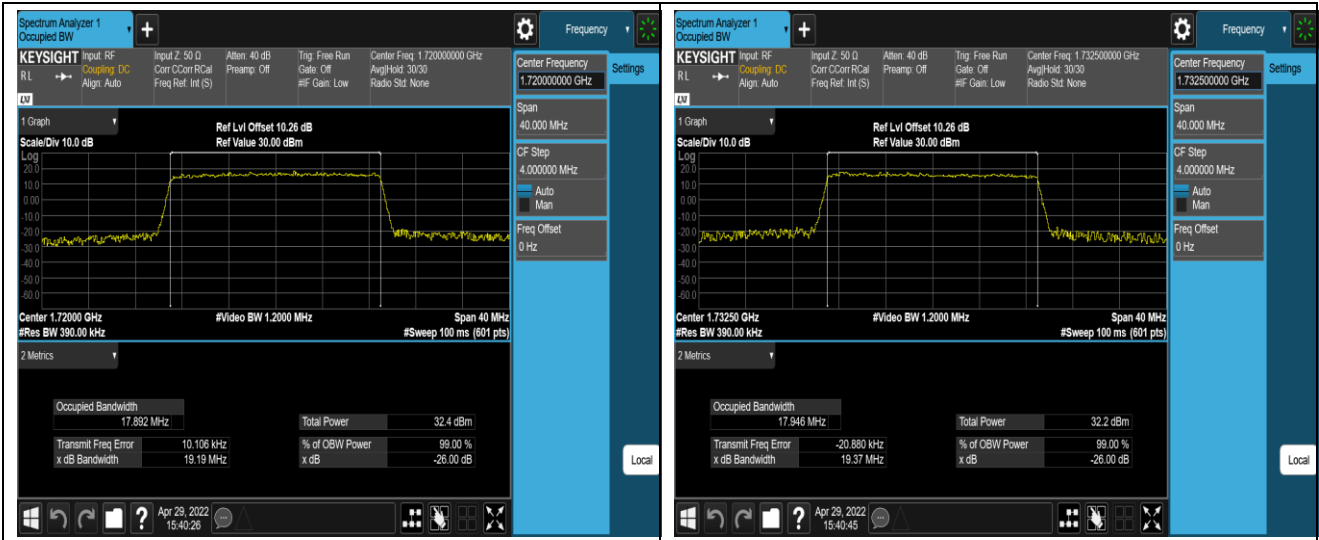 Spectrum Analyzer 1
Occupied BW
Frequency
KEYSIGHT
RL
LXI
Input: RF
Coupling: DC
Align: Auto
Input Z: 50 Ω
Corr CCorr RCal
Freq Ref: Int (S)
Atten: 40 dB
Preamp: Off
Trig: Free Run
Gate: Off
#IF Gain: Low
Center Freq: 1.720000000 GHz
Avg|Hold: 30/30
Radio Std: None
Center Frequency
1.720000000 GHz
Settings
Span
40.000 MHz
CF Step
4.000000 MHz
Auto
Man
Freq Offset
0 Hz
Local
1 Graph
Scale/Div 10.0 dB
Ref Lvl Offset 10.26 dB
Ref Value 30.00 dBm
Log
20.0
10.0
0.00
-10.0
-20.0
-30.0
-40.0
-50.0
-60.0
Center 1.72000 GHz
#Video BW 1.2000 MHz
Span 40 MHz
#Res BW 390.00 kHz
#Sweep 100 ms (601 pts)
2 Metrics
Occupied Bandwidth
17.892 MHz
Total Power 32.4 dBm
Transmit Freq Error 10.106 kHz
% of OBW Power 99.00 %
x dB Bandwidth 19.19 MHz
x dB -26.00 dB
?
Apr 29, 2022
15:40:26
Spectrum Analyzer 1
Occupied BW
Frequency
KEYSIGHT
RL
LXI
Input: RF
Coupling: DC
Align: Auto
Input Z: 50 Ω
Corr CCorr RCal
Freq Ref: Int (S)
Atten: 40 dB
Preamp: Off
Trig: Free Run
Gate: Off
#IF Gain: Low
Center Freq: 1.732500000 GHz
Avg|Hold: 30/30
Radio Std: None
Center Frequency
1.732500000 GHz
Settings
Span
40.000 MHz
CF Step
4.000000 MHz
Auto
Man
Freq Offset
0 Hz
Local
1 Graph
Scale/Div 10.0 dB
Ref Lvl Offset 10.26 dB
Ref Value 30.00 dBm
Log
20.0
10.0
0.00
-10.0
-20.0
-30.0
-40.0
-50.0
-60.0
Center 1.73250 GHz
#Video BW 1.2000 MHz
Span 40 MHz
#Res BW 390.00 kHz
#Sweep 100 ms (601 pts)
2 Metrics
Occupied Bandwidth
17.946 MHz
Total Power 32.2 dBm
Transmit Freq Error -20.880 kHz
% of OBW Power 99.00 %
x dB Bandwidth 19.37 MHz
x dB -26.00 dB
?
Apr 29, 2022
15:40:45